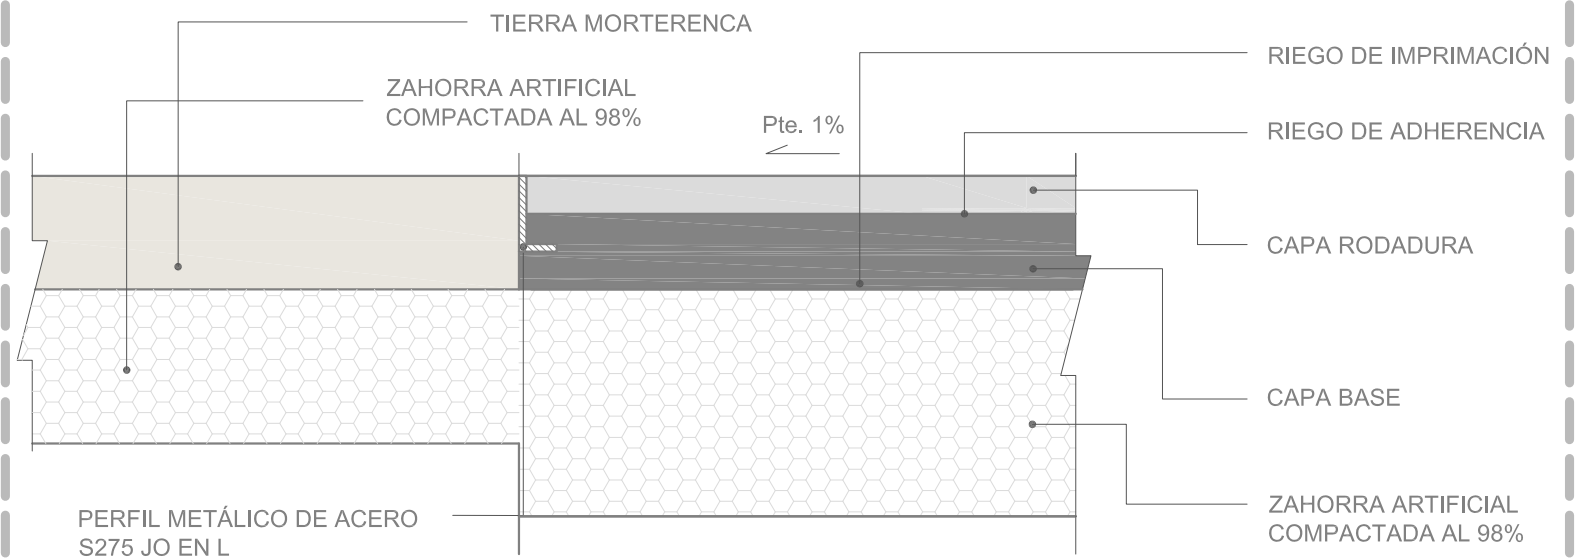 TIERRA MORTERENCA
ZAHORRA ARTIFICIAL
COMPACTADA AL 98%
Pte. 1%
RIEGO DE IMPRIMACIÓN
RIEGO DE ADHERENCIA
CAPA RODADURA
CAPA BASE
ZAHORRA ARTIFICIAL
COMPACTADA AL 98%
PERFIL METÁLICO DE ACERO
S275 JO EN L